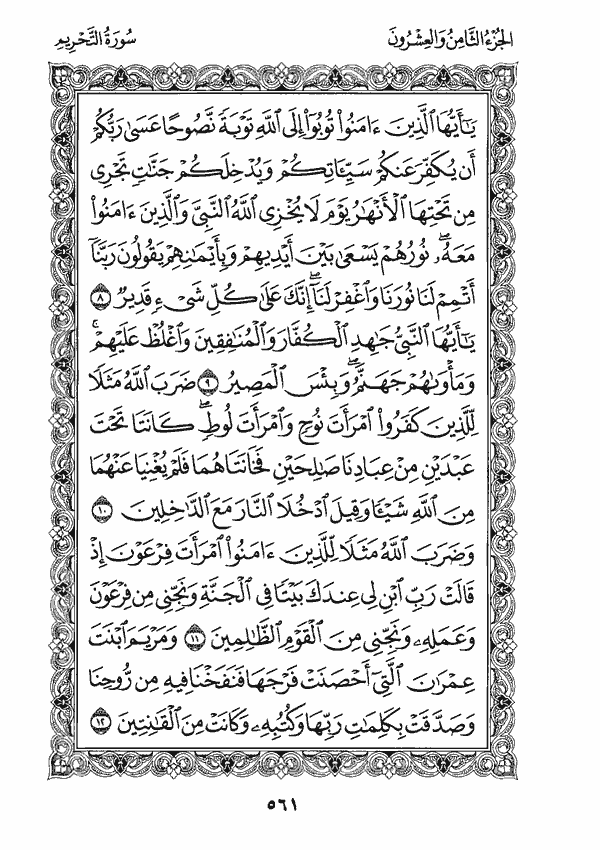 الجزء الثامن والعشرون
سورة التحريم
يَـٰٓأَيُّهَا ٱلَّذِينَ ءَامَنُوا۟ تُوبُوٓا۟ إِلَى ٱللَّهِ تَوْبَةً نَّصُوحًا عَسَىٰ رَبُّكُمْ
أَن يُكَفِّرَ عَنكُمْ سَيِّـَٔاتِكُمْ وَيُدْخِلَكُمْ جَنَّـٰتٍ تَجْرِى
مِن تَحْتِهَا ٱلْأَنْهَـٰرُ يَوْمَ لَا يُخْزِى ٱللَّهُ ٱلنَّبِىَّ وَٱلَّذِينَ ءَامَنُوا۟
مَعَهُۥ ۖ نُورُهُمْ يَسْعَىٰ بَيْنَ أَيْدِيهِمْ وَبِأَيْمَـٰنِهِمْ يَقُولُونَ رَبَّنَآ
أَتْمِمْ لَنَا نُورَنَا وَٱغْفِرْ لَنَآ ۖ إِنَّكَ عَلَىٰ كُلِّ شَىْءٍ قَدِيرٌ ٨
يَـٰٓأَيُّهَا ٱلنَّبِىُّ جَـٰهِدِ ٱلْكُفَّارَ وَٱلْمُنَـٰفِقِينَ وَٱغْلُظْ عَلَيْهِمْ ۚ
وَمَأْوَىٰهُمْ جَهَنَّمُ ۖ وَبِئْسَ ٱلْمَصِيرُ ٩ ضَرَبَ ٱللَّهُ مَثَلًا
لِّلَّذِينَ كَفَرُوا۟ ٱمْرَأَتَ نُوحٍ وَٱمْرَأَتَ لُوطٍ ۖ كَانَتَا تَحْتَ
عَبْدَيْنِ مِنْ عِبَادِنَا صَـٰلِحَيْنِ فَخَانَتَاهُمَا فَلَمْ يُغْنِيَا عَنْهُمَا
مِنَ ٱللَّهِ شَيْـًٔا وَقِيلَ ٱدْخُلَا ٱلنَّارَ مَعَ ٱلدَّٰخِلِينَ ١٠
وَضَرَبَ ٱللَّهُ مَثَلًا لِّلَّذِينَ ءَامَنُوا۟ ٱمْرَأَتَ فِرْعَوْنَ إِذْ
قَالَتْ رَبِّ ٱبْنِ لِى عِندَكَ بَيْتًا فِى ٱلْجَنَّةِ وَنَجِّنِى مِن فِرْعَوْنَ
وَعَمَلِهِۦ وَنَجِّنِى مِنَ ٱلْقَوْمِ ٱلظَّـٰلِمِينَ ١١ وَمَرْيَمَ ٱبْنَتَ
عِمْرَٰنَ ٱلَّتِىٓ أَحْصَنَتْ فَرْجَهَا فَنَفَخْنَا فِيهِ مِن رُّوحِنَا
وَصَدَّقَتْ بِكَلِمَـٰتِ رَبِّهَا وَكُتُبِهِۦ وَكَانَتْ مِنَ ٱلْقَـٰنِتِينَ ١٢
٥٦١